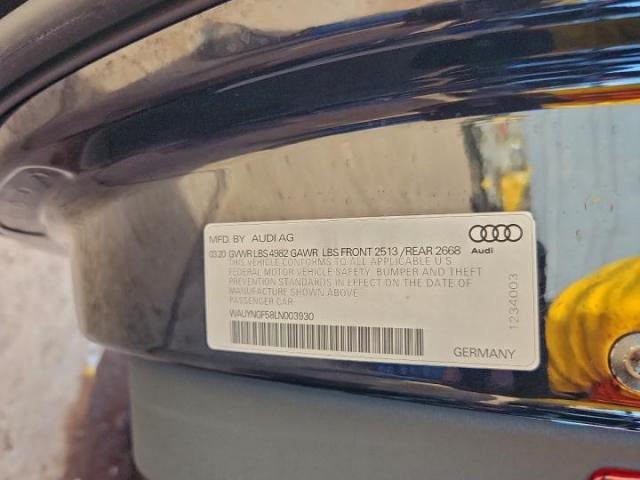 MFD. BY AUDI AG
03.20 GVWR LBS 4982 GAWR LBS FRONT 2513 /REAR 2668
THIS VEHICLE CONFORMS TO ALL APPLICABLE U.S.
FEDERAL MOTOR VEHICLE SAFETY, BUMPER AND THEFT
PREVENTION STANDARDS IN EFFECT ON THE DATE OF
MANUFACTURE SHOWN ABOVE.
PASSENGER CAR
WAUYNGF58LN003930
Audi
1234003
GERMANY